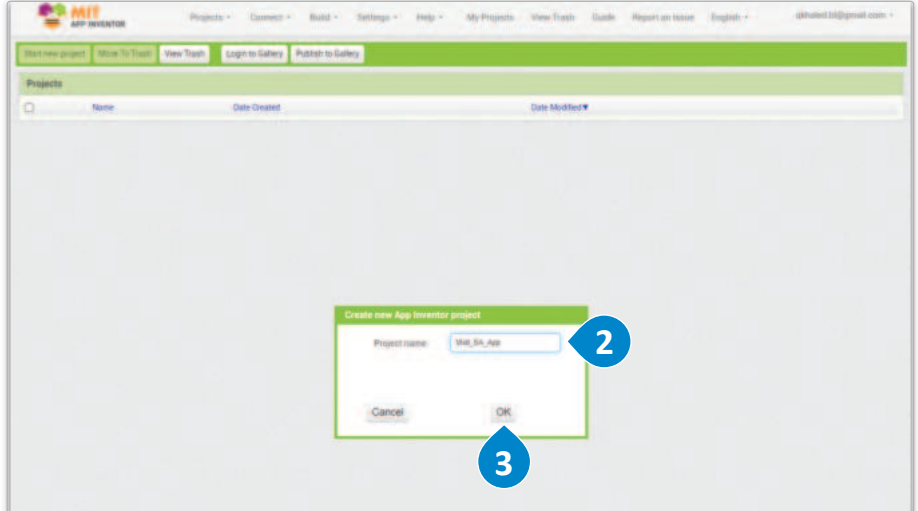 MIT
APP INVENTOR
Projects Connect Build Settings Help My Projects View Trash Guide Report an Issue English
Start new project Move To Trash View Trash Login to Gallery Publish to Gallery
Projects
Name Date Created Date Modified
Create new App Inventor project
Project name:
2
Cancel OK
3